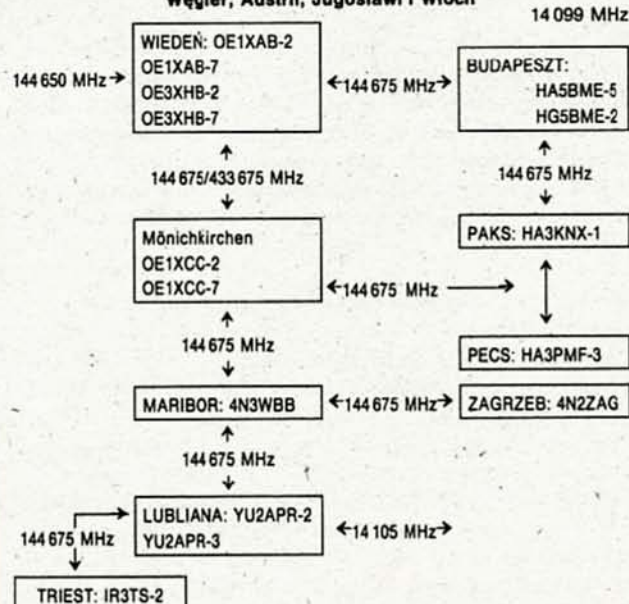 Węgier, Austrii, Jugosławi i Włoch
14 099 MHz
WIEDEŃ: OE1XAB-2
OE1XAB-7
OE3XHB-2
OE3XHB-7
144 650 MHz
144 675 MHz
BUDAPESZT:
HA5BME-5
HG5BME-2
144 675/433 675 MHz
144 675 MHz
Mönichkirchen
OE1XCC-2
OE1XCC-7
PAKS: HA3KNX-1
144 675 MHz
144 675 MHz
PECS: HA3PMF-3
MARIBOR: 4N3WBB
144 675 MHz
ZAGRZEB: 4N2ZAG
144 675 MHz
LUBLIANA: YU2APR-2
YU2APR-3
14 105 MHz
144 675 MHz
TRIEST: IR3TS-2